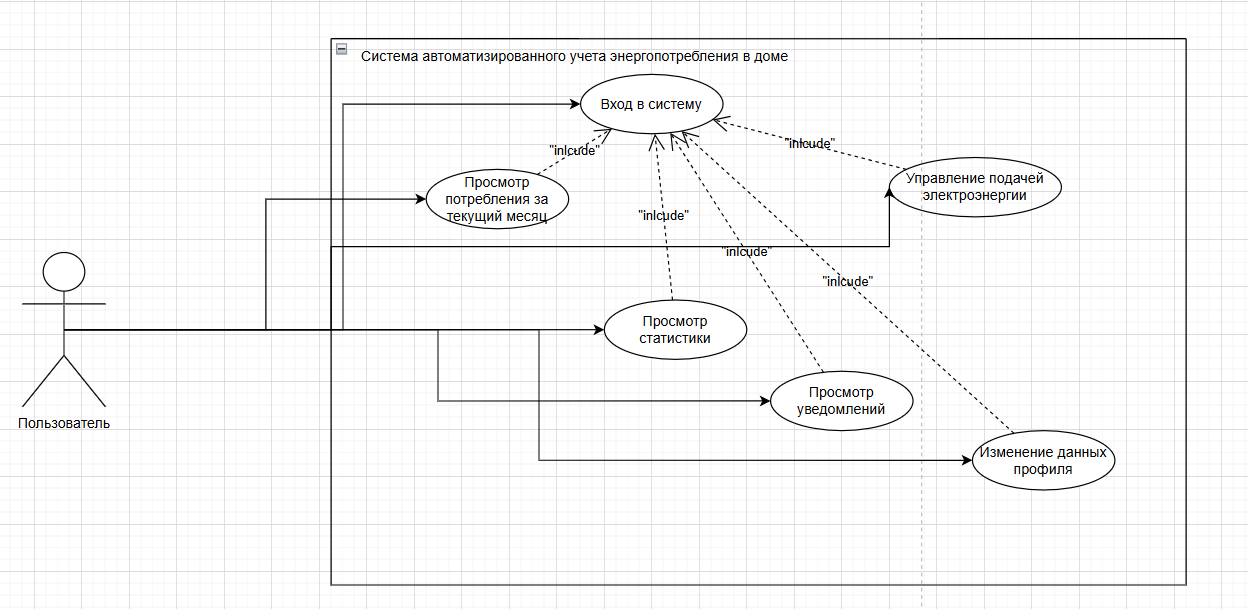 Система автоматизированного учета энергопотребления в доме
Вход в систему
"inlcude"
"inlcude"
Просмотр
потребления за
текущий месяц
Управление подачей
электроэнергии
"inlcude"
"inlcude"
"inlcude"
Просмотр
статистики
Просмотр
уведомлений
Пользователь
Изменение данных
профиля